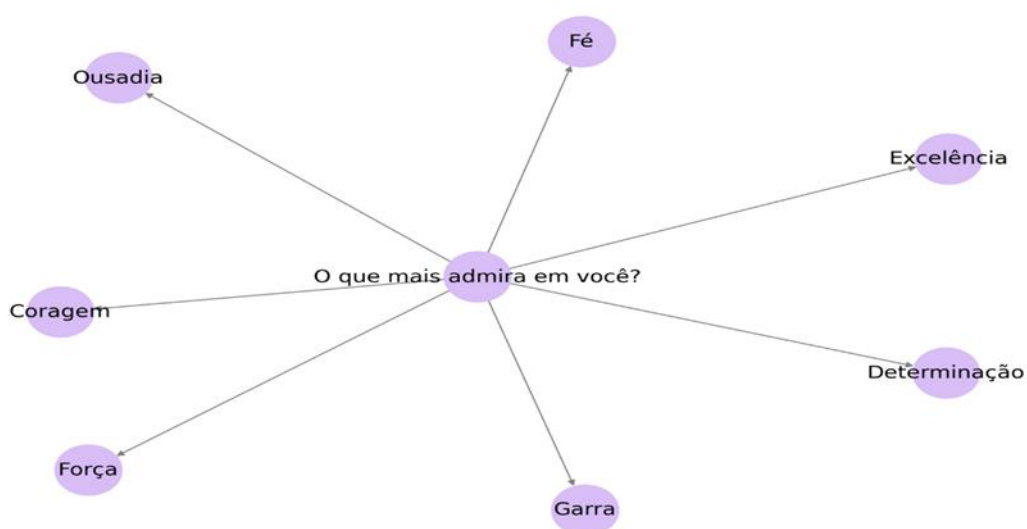 Fé
Ousadia
Excelência
O que mais admira em você?
Coragem
Determinação
Força
Garra